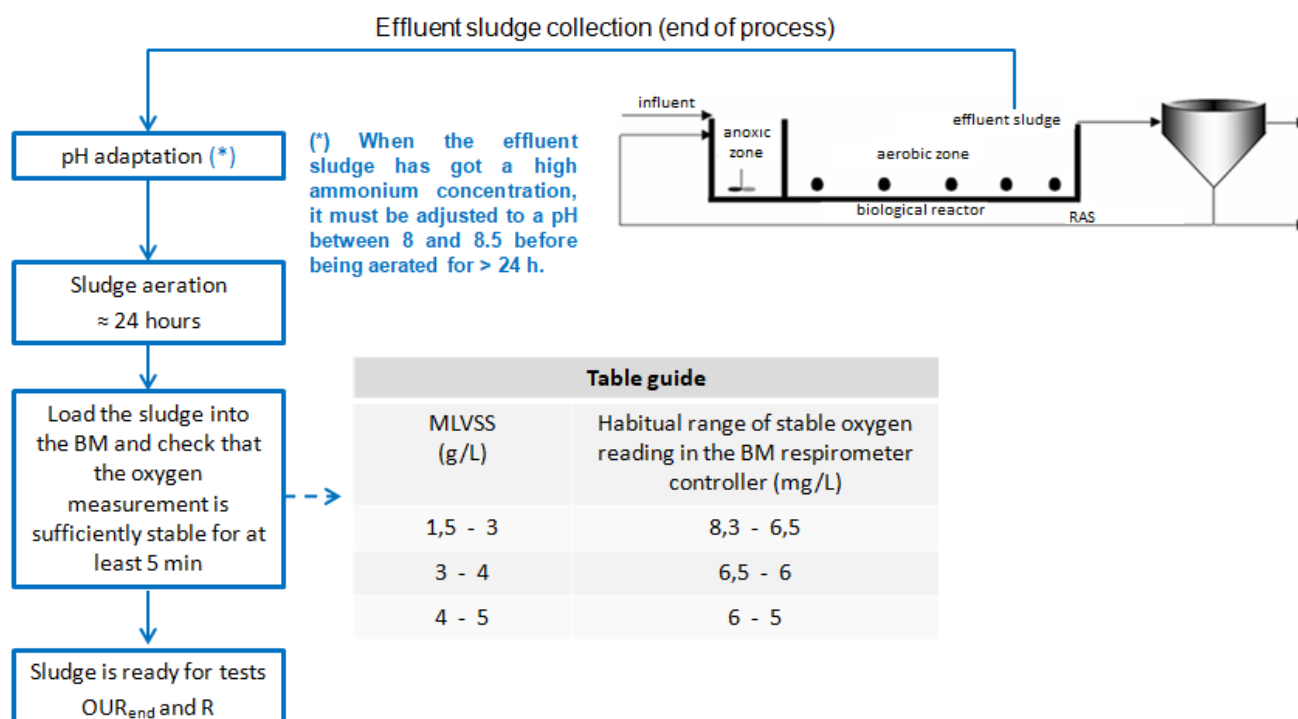 Effluent sludge collection (end of process)
influent
effluent sludge
anoxic
zone
aerobic zone
biological reactor
RAS
pH adaptation (*)
(*) When the effluent
sludge has got a high
ammonium concentration,
it must be adjusted to a pH
between 8 and 8.5 before
being aerated for > 24 h.
Sludge aeration
≈ 24 hours
Load the sludge into
the BM and check that
the oxygen
measurement is
sufficiently stable for at
least 5 min
Table guide
MLVSS
(g/L)
Habitual range of stable oxygen
reading in the BM respirometer
controller (mg/L)
1,5 - 3 8,3 - 6,5
3 - 4 6,5 - 6
4 - 5 6 - 5
Sludge is ready for tests
OURend and R